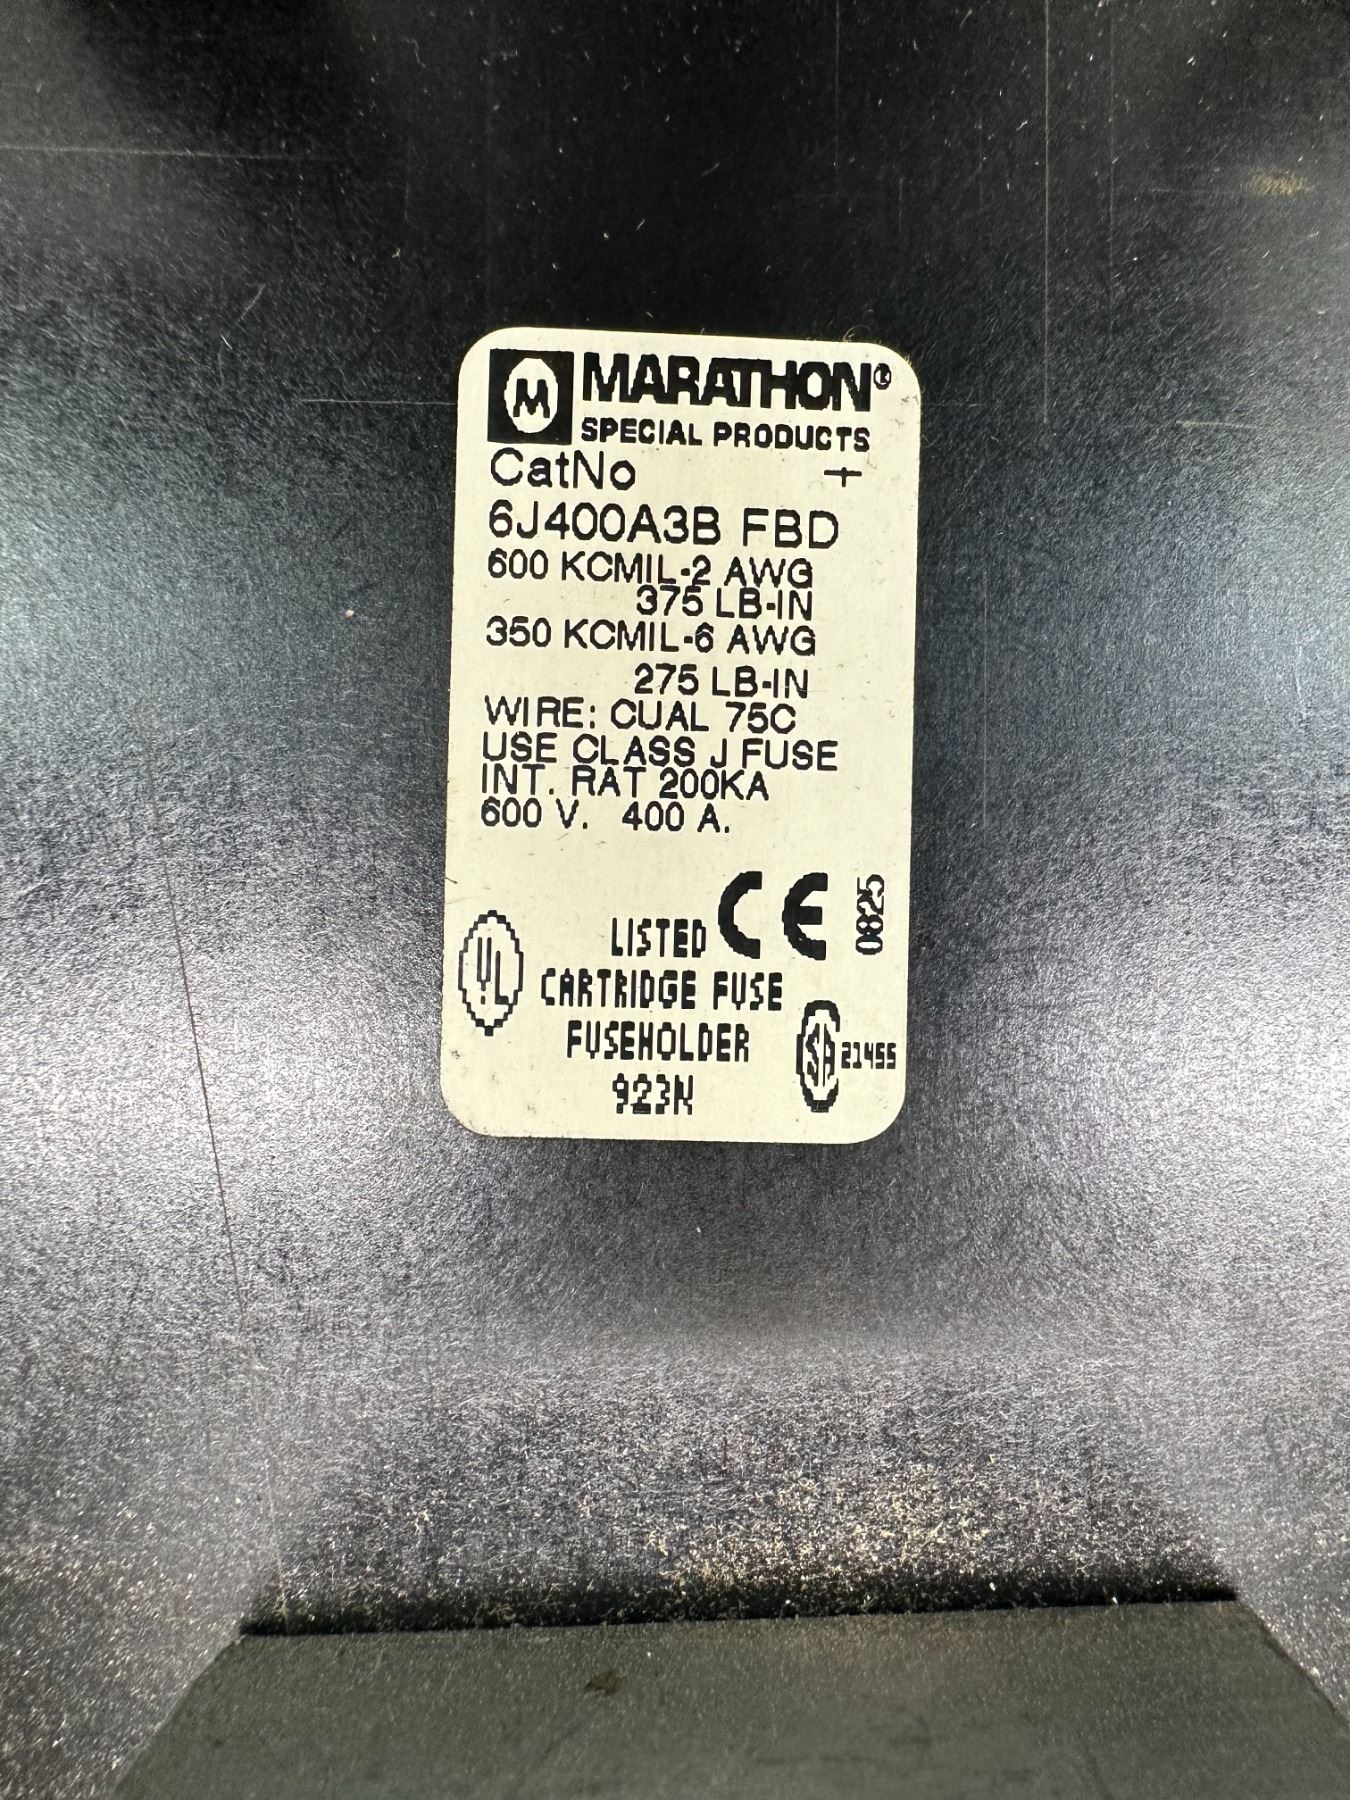 M MARATHON®
SPECIAL PRODUCTS
CatNo
6J400A3B FBD
600 KCMIL-2 AWG
375 LB-IN
350 KCMIL-6 AWG
275 LB-IN
WIRE: CUAL 75C
USE CLASS J FUSE
INT. RAT 200KA
600 V. 400 A.
CE 0825
UL LISTED
CARTRIDGE FUSE
FUSEHOLDER
923N
SA 21455